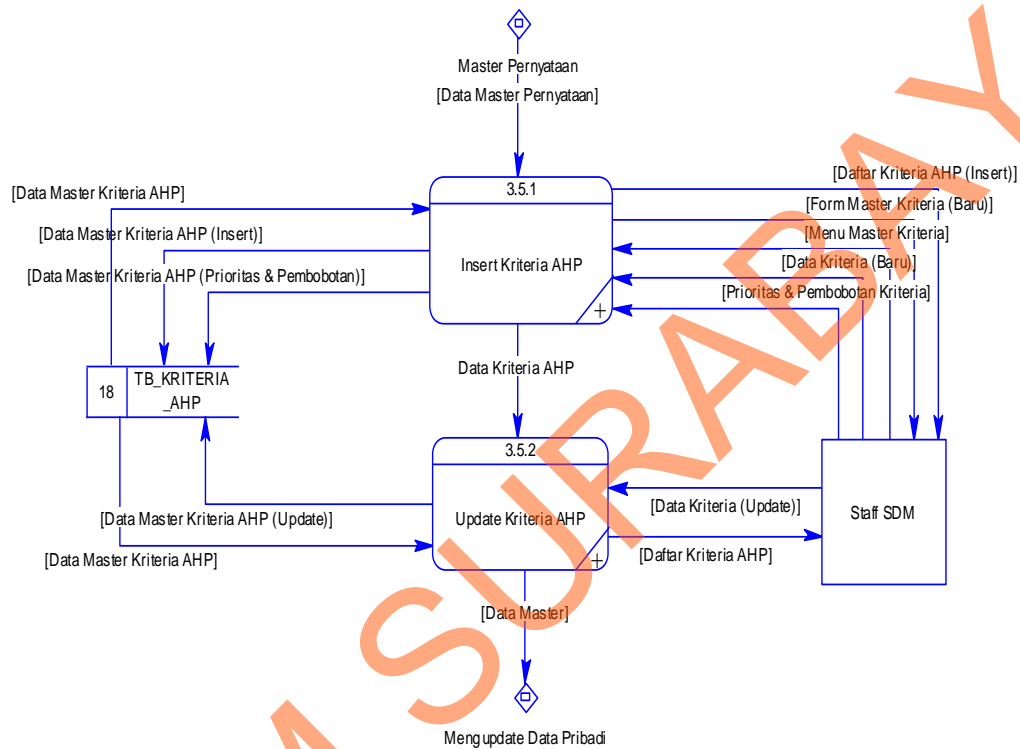 Master Pernyataan
[Data Master Pernyataan]
[Data Master Kriteria AHP]
3.5.1
[Daftar Kriteria AHP (Insert)]
[Form Master Kriteria (Baru)]
[Data Master Kriteria AHP (Insert)]
[Menu Master Kriteria]
Insert Kriteria AHP
[Data Kriteria (Baru)]
[Data Master Kriteria AHP (Prioritas & Pembobotan)]
[Prioritas & Pembobotan Kriteria]
+
Data Kriteria AHP
18
TB_KRITERIA
_AHP
3.5.2
[Data Kriteria (Update)]
Staff SDM
[Data Master Kriteria AHP (Update)]
Update Kriteria AHP
[Data Master Kriteria AHP]
[Daftar Kriteria AHP]
+
[Data Master]
Mengupdate Data Pribadi
M SURABAY